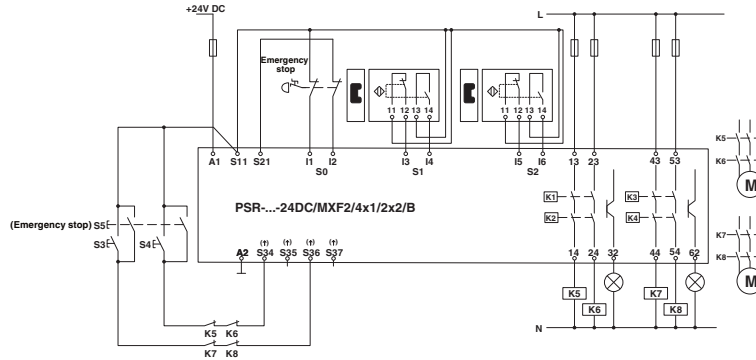 +24V DC
L
Emergency
stop
11 12 13 14
11 12 13 14
K5
K6
M
A1 S11 S21 I1 I2 I3 I4 I5 I6 13 23 43 53
S0 S1 S2
PSR-...-24DC/MXF2/4x1/2x2/B
K1
K2
K3
K4
(Emergency stop) S5
S3 S4
K7
K8
M
(†) (†) (†) (†)
A2 S34 S35 S36 S37 14 24 32 44 54 62
K5
K6
K7
K8
K5 K6
K7 K8
N